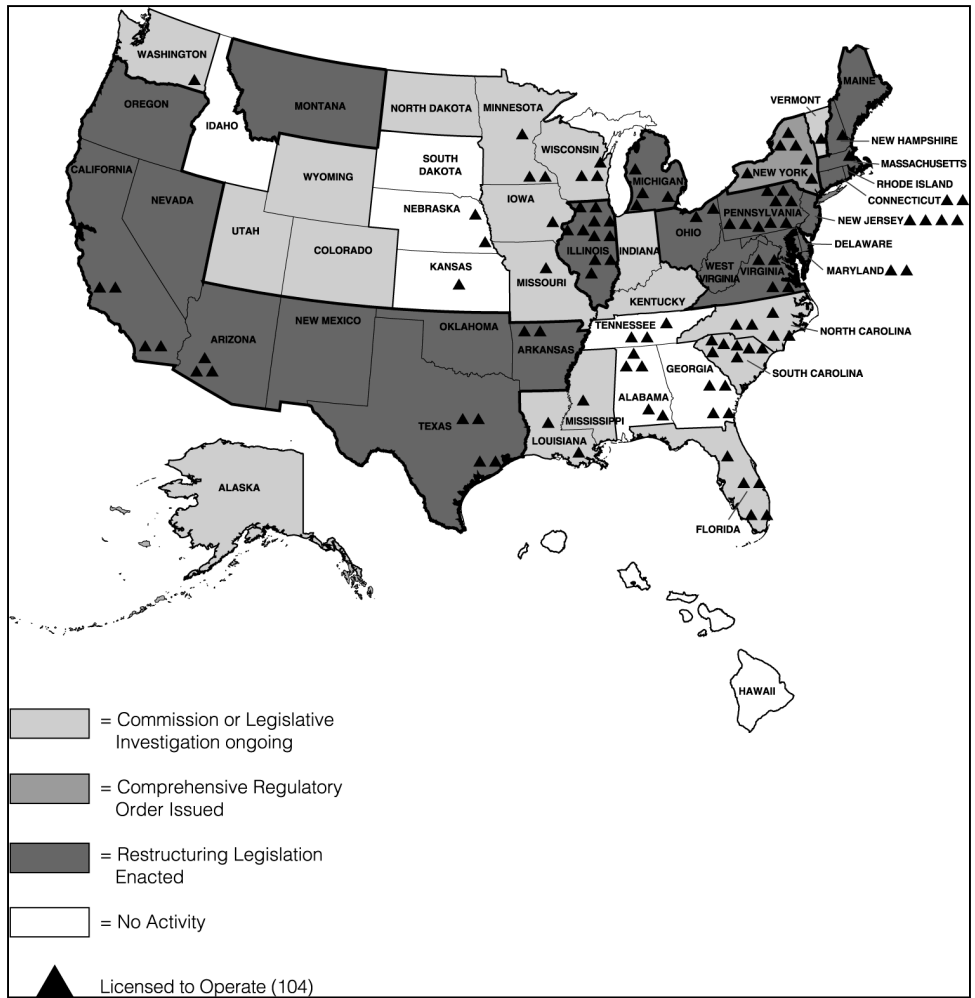 WASHINGTON
OREGON
IDAHO
MONTANA
NORTH DAKOTA
MINNESOTA
VERMONT
MAINE
CALIFORNIA
NEVADA
WYOMING
SOUTH
DAKOTA
WISCONSIN
MICHIGAN
NEW YORK
NEW HAMPSHIRE
MASSACHUSETTS
RHODE ISLAND
CONNECTICUT
UTAH
COLORADO
NEBRASKA
IOWA
ILLINOIS
INDIANA
OHIO
PENNSYLVANIA
NEW JERSEY
DELAWARE
MARYLAND
KANSAS
MISSOURI
WEST
VIRGINIA
VIRGINIA
KENTUCKY
ARIZONA
NEW MEXICO
OKLAHOMA
ARKANSAS
TENNESSEE
NORTH CAROLINA
SOUTH CAROLINA
GEORGIA
ALABAMA
MISSISSIPPI
TEXAS
LOUISIANA
FLORIDA
ALASKA
HAWAII
= Commission or Legislative
Investigation ongoing
= Comprehensive Regulatory
Order Issued
= Restructuring Legislation
Enacted
= No Activity
Licensed to Operate (104)